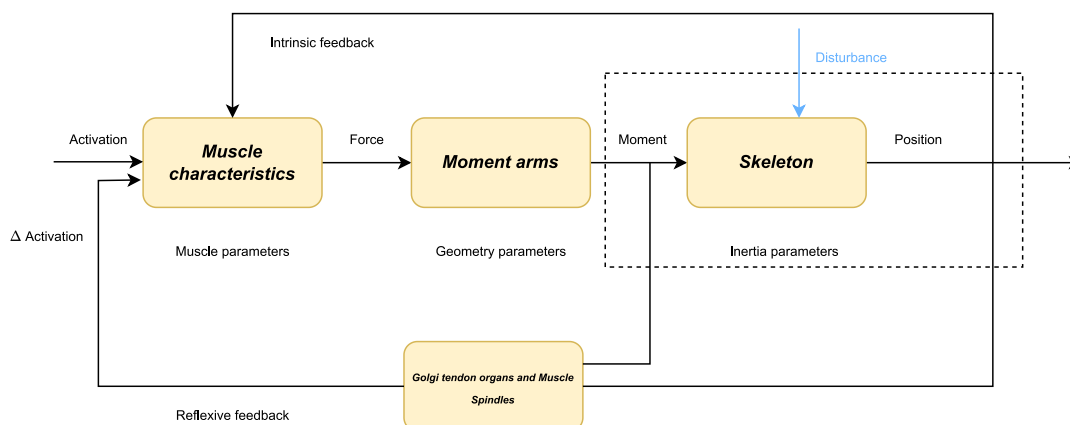 Intrinsic feedback
Disturbance
Activation
Muscle
characteristics
Force
Moment arms
Moment
Skeleton
Position
Δ Activation
Muscle parameters
Geometry parameters
Inertia parameters
Golgi tendon organs and Muscle
Spindles
Reflexive feedback